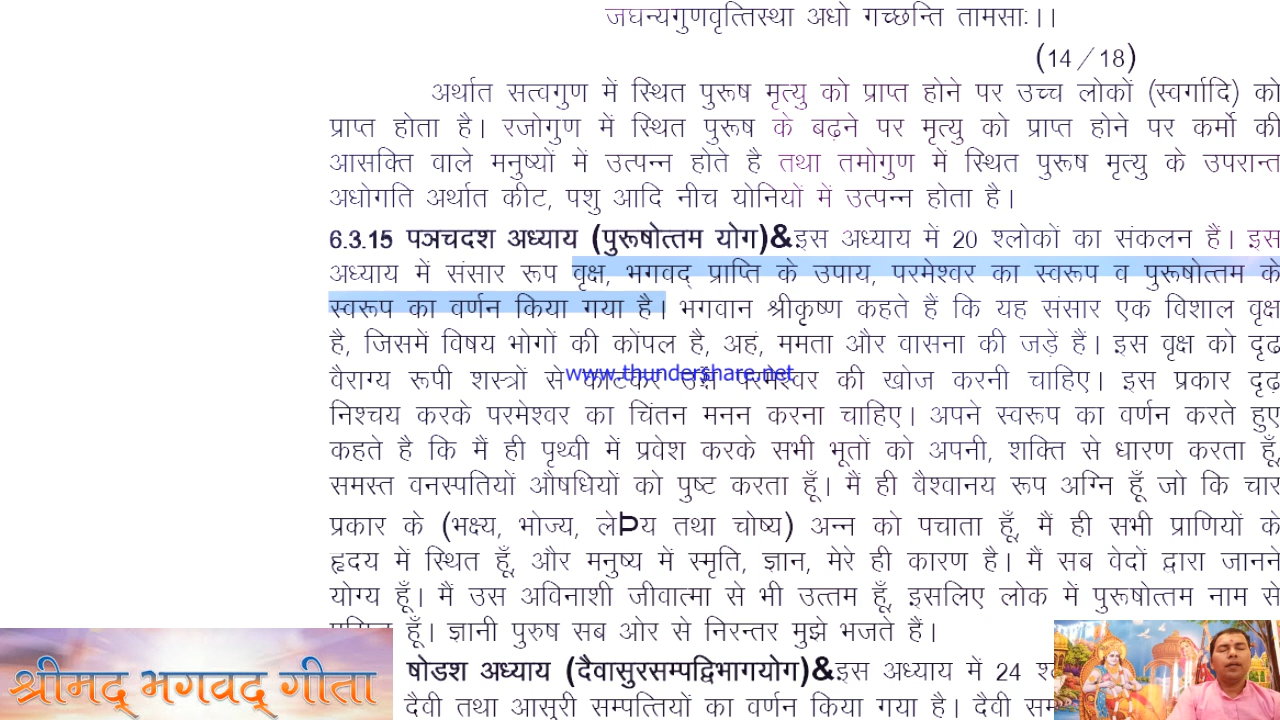 जघन्यगुणवृत्तिस्था अधो गच्छन्ति तामसाः।।
(14/18)
अर्थात सत्वगुण में स्थित पुरूष मृत्यु को प्राप्त होने पर उच्च लोकों (स्वर्गादि) को
प्राप्त होता है। रजोगुण में स्थित पुरूष के बढ़ने पर मृत्यु को प्राप्त होने पर कर्मो की
आसक्ति वाले मनुष्यों में उत्पन्न होते है तथा तमोगुण में स्थित पुरूष मृत्यु के उपरान्त
अधोगति अर्थात कीट, पशु आदि नीच योनियों में उत्पन्न होता है।
6.3.15 पञचदश अध्याय (पुरूषोत्तम योग)&इस अध्याय में 20 श्लोकों का संकलन हैं। इस
अध्याय में संसार रूप वृक्ष, भगवद् प्राप्ति के उपाय, परमेश्वर का स्वरूप व पुरूषोत्तम के
स्वरूप का वर्णन किया गया है। भगवान श्रीकृष्ण कहते हैं कि यह संसार एक विशाल वृक्ष
है, जिसमें विषय भोगों की कोंपल है, अहं, ममता और वासना की जड़ें हैं। इस वृक्ष को दृढ
वैराग्य रूपी शस्त्रों से काटकर उस परमेश्वर की खोज करनी चाहिए। इस प्रकार दृढ़
www.thundershare.net
निश्चय करके परमेश्वर का चिंतन मनन करना चाहिए। अपने स्वरूप का वर्णन करते हुए
कहते है कि मैं ही पृथ्वी में प्रवेश करके सभी भूतों को अपनी, शक्ति से धारण करता हूँ,
समस्त वनस्पतियों औषधियों को पुष्ट करता हूँ। मैं ही वैश्वानय रूप अग्नि हूँ जो कि चार
प्रकार के (भक्ष्य, भोज्य, लेÞय तथा चोष्य) अन्न को पचाता हूँ, मैं ही सभी प्राणियों के
हृदय में स्थित हूँ, और मनुष्य में स्मृति, ज्ञान, मेरे ही कारण है। मैं सब वेदों द्वारा जानने
योग्य हूँ। मैं उस अविनाशी जीवात्मा से भी उत्तम हूँ, इसलिए लोक में पुरूषोत्तम नाम से
हूँ। ज्ञानी पुरुष सब ओर से निरन्तर मुझे भजते हैं।
षोडश अध्याय (दैवासुरसम्पद्विभागयोग)&इस अध्याय में 24
दैवी तथा आसुरी सम्पत्तियों का वर्णन किया गया है। दैवी
श्रीमद् भगवद् गीता